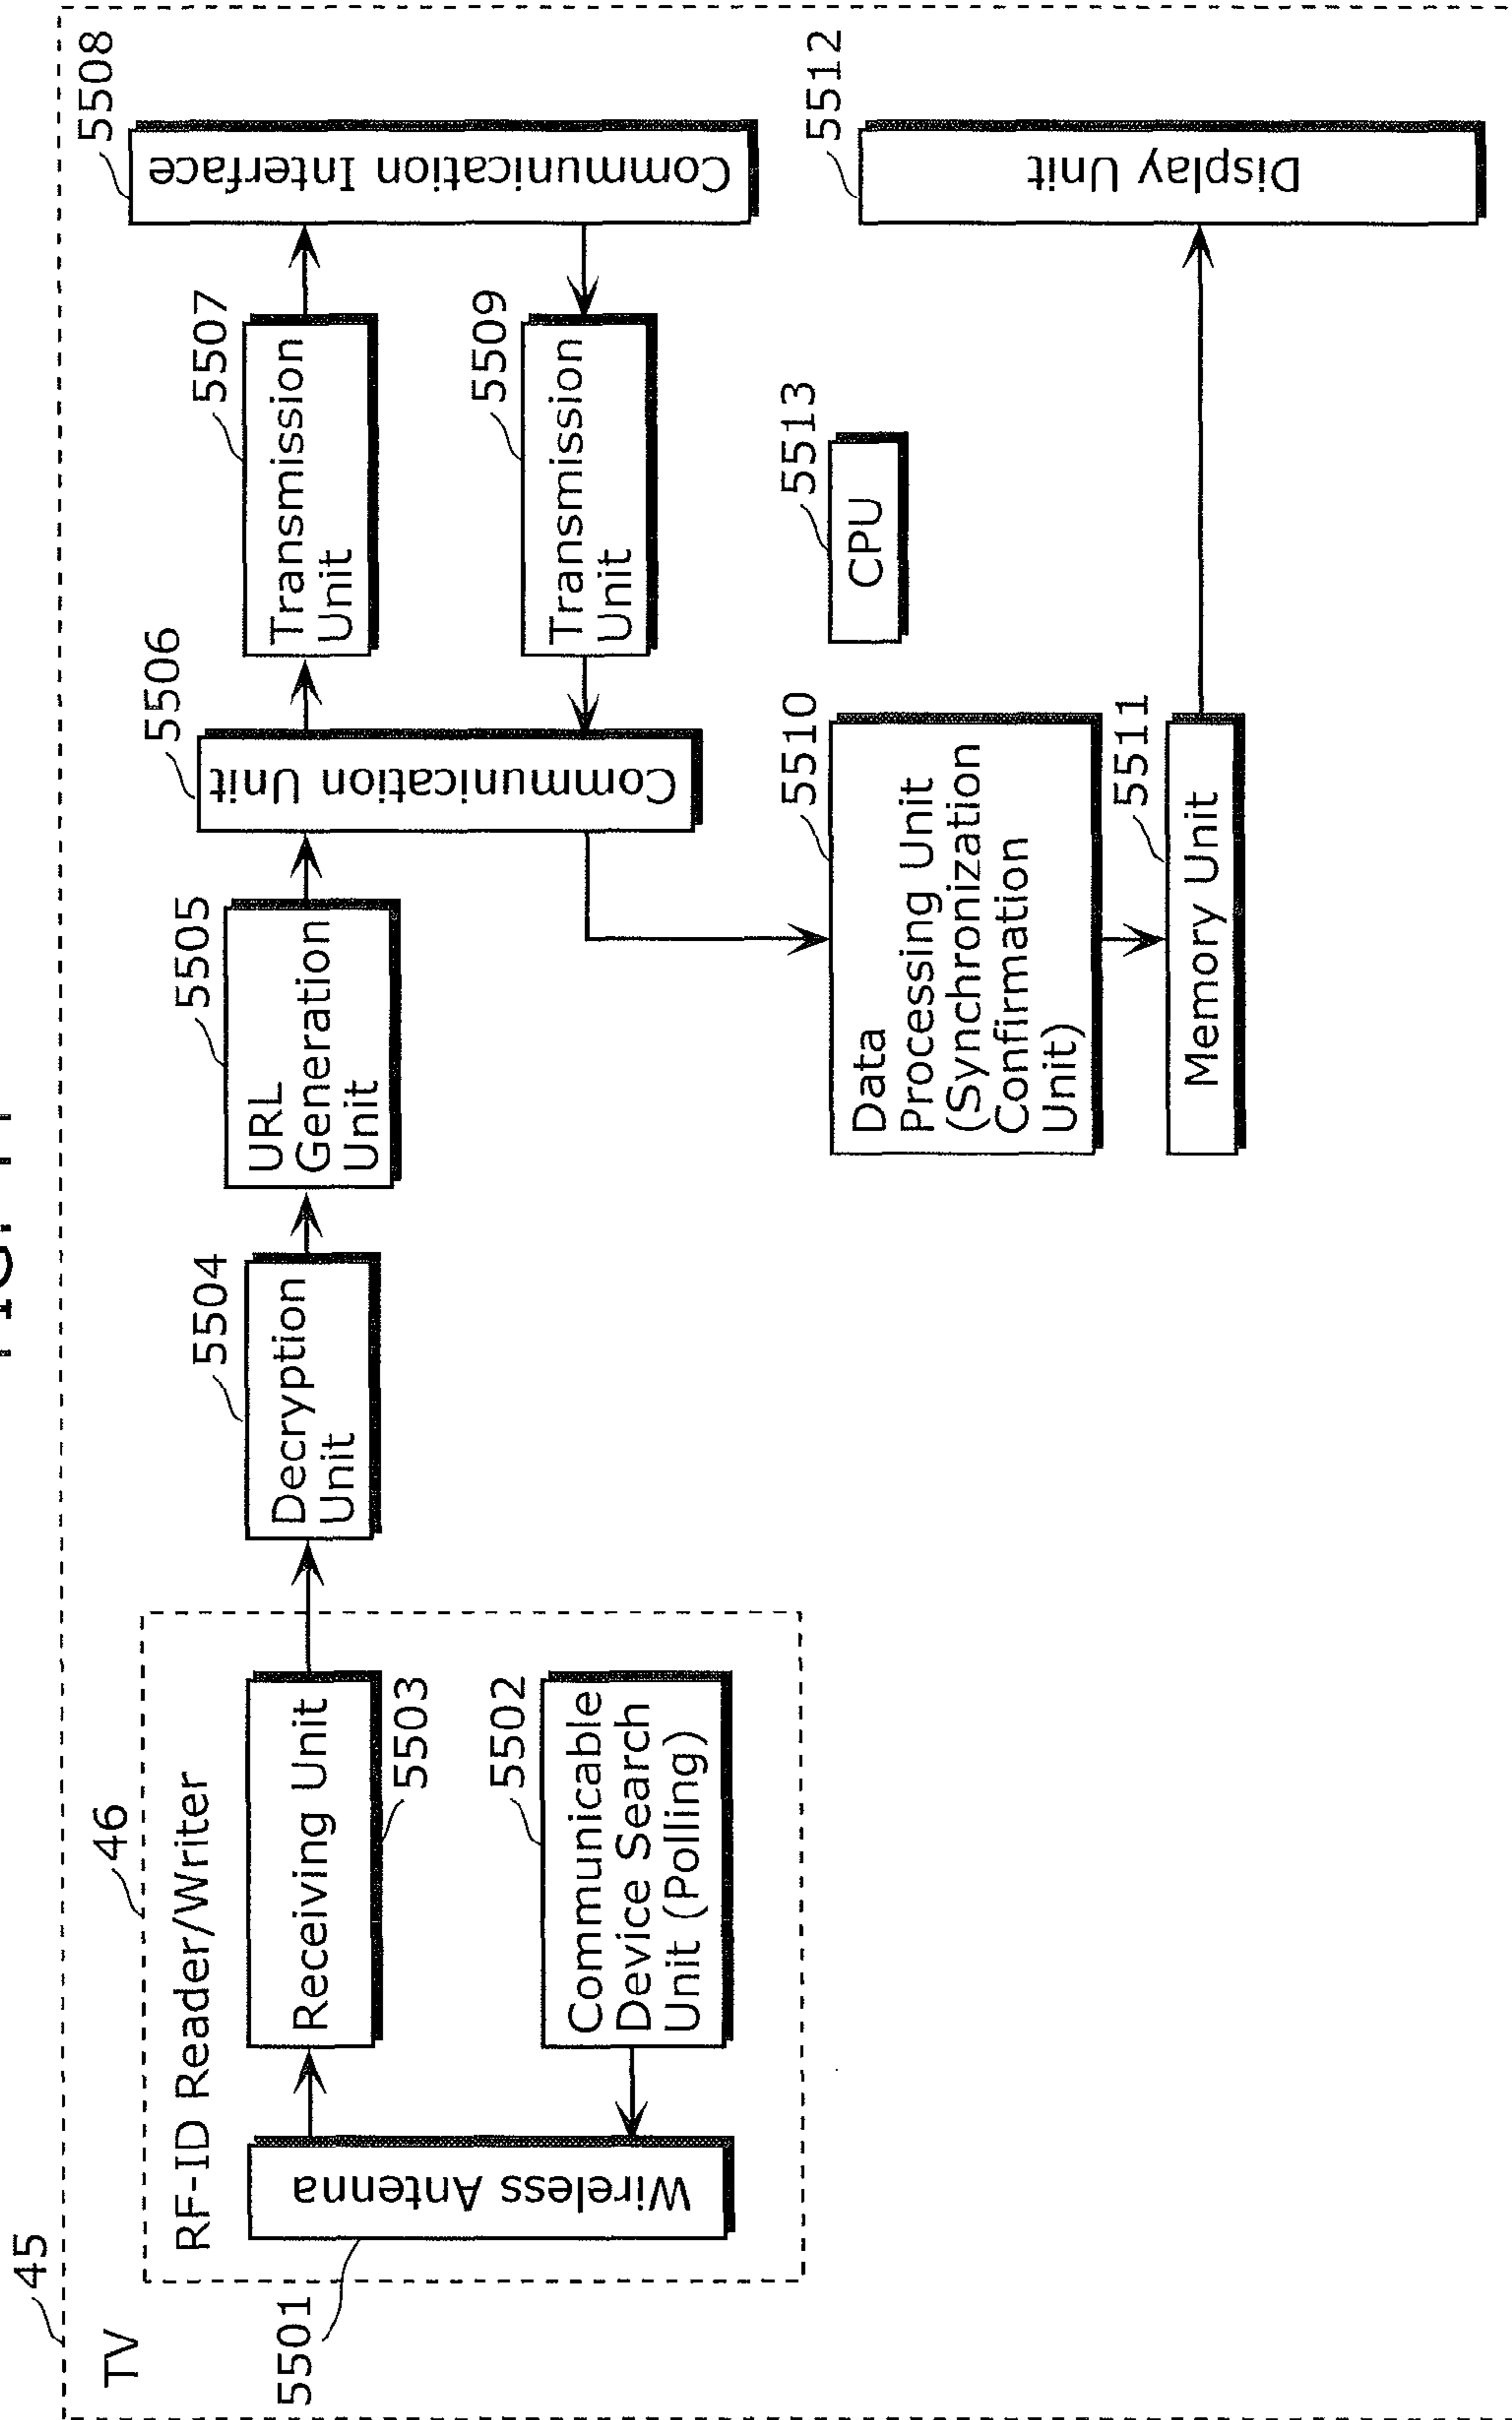 45
TV
46
RF-ID Reader/Writer
5501
Wireless Antenna
Receiving Unit
5503
5502
Communicable
Device Search
Unit (Polling)
5504
Decryption
Unit
5505
URL
Generation
Unit
5506
Communication Unit
5507
Transmission
Unit
5508
Communication Interface
5509
Transmission
Unit
5510
Data
Processing Unit
(Synchronization
Confirmation
Unit)
5511
Memory Unit
5513
CPU
5512
Display Unit